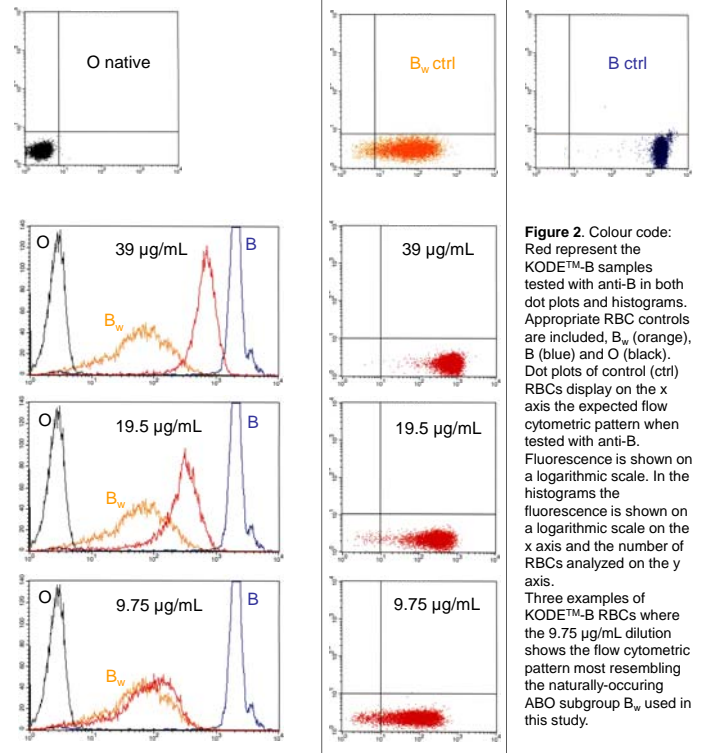 O native
B_w ctrl
B ctrl
O
39 µg/mL
B
B_w
39 µg/mL
O
19.5 µg/mL
B
B_w
19.5 µg/mL
O
9.75 µg/mL
B
B_w
9.75 µg/mL
Figure 2. Colour code:
Red represent the
KODE™-B samples
tested with anti-B in both
dot plots and histograms.
Appropriate RBC controls
are included, B_w (orange),
B (blue) and O (black).
Dot plots of control (ctrl)
RBCs display on the x
axis the expected flow
cytometric pattern when
tested with anti-B.
Fluorescence is shown on
a logarithmic scale. In the
histograms the
fluorescence is shown on
a logarithmic scale on the
x axis and the number of
RBCs analyzed on the y
axis.
Three examples of
KODE™-B RBCs where
the 9.75 µg/mL dilution
shows the flow cytometric
pattern most resembling
the naturally-occuring
ABO subgroup B_w used in
this study.